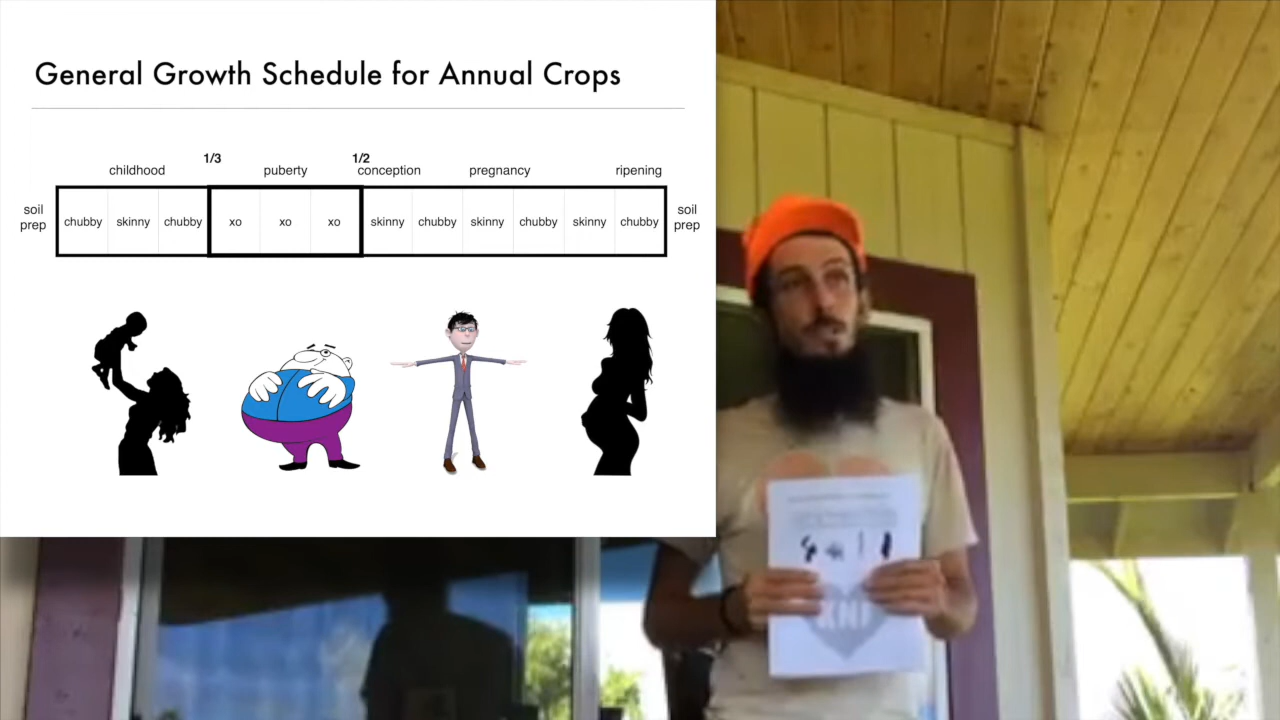 General Growth Schedule for Annual Crops
1/3 1/2
childhood puberty conception pregnancy ripening
soil prep chubby skinny chubby xo xo xo skinny chubby skinny chubby skinny chubby soil prep
KNF